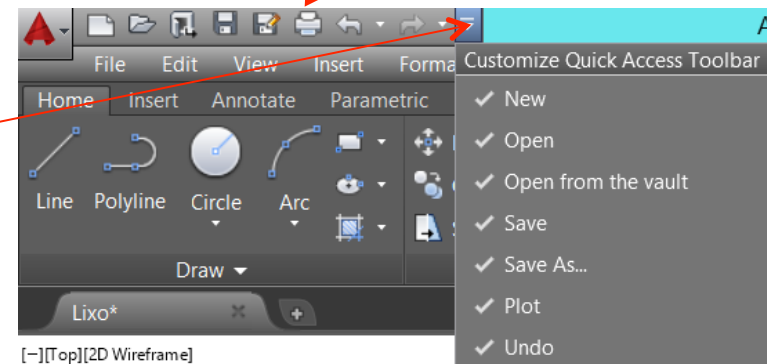 A
File Edit View Insert Forma
Customize Quick Access Toolbar
Home Insert Annotate Parametric
✓ New
✓ Open
✓ Open from the vault
Line Polyline Circle Arc
✓ Save
✓ Save As...
Draw
✓ Plot
Lixo*
✓ Undo
[−][Top][2D Wireframe]